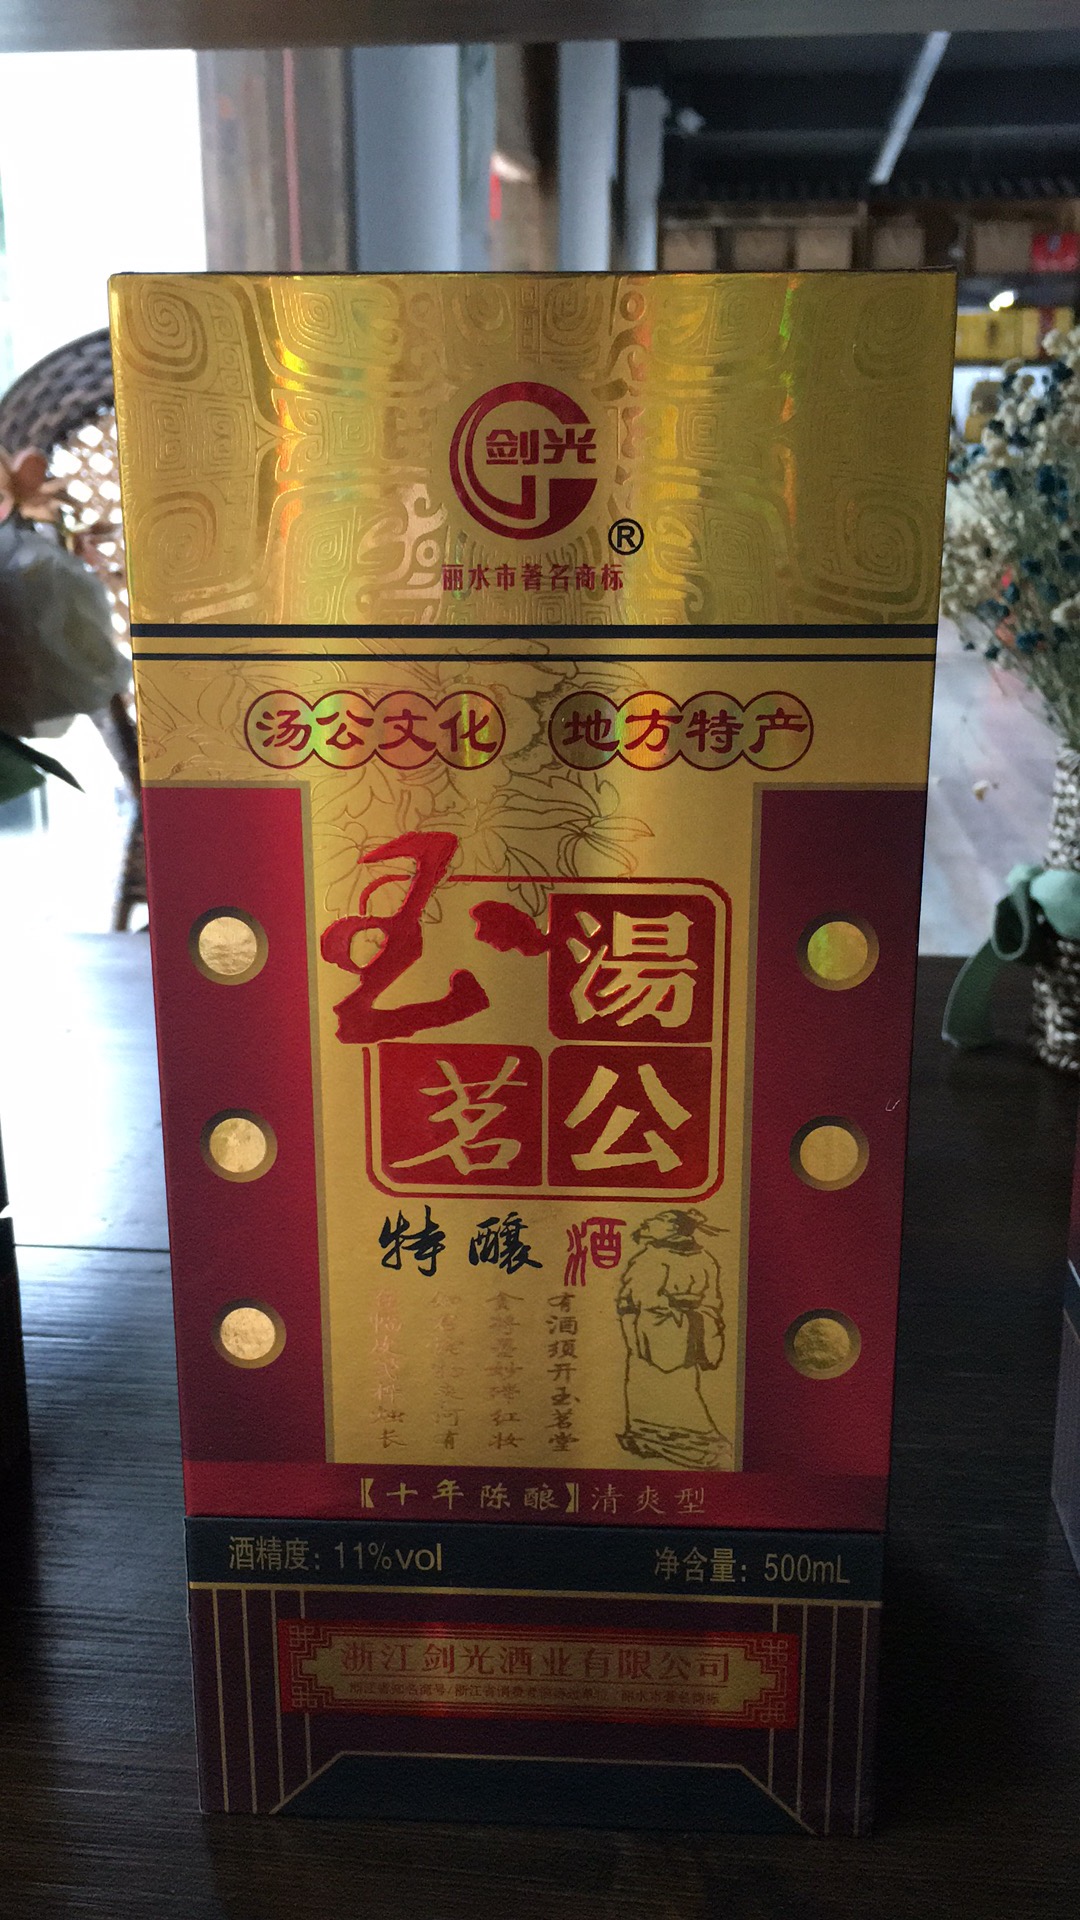 剑光
®
丽水市著名商标
汤公文化 地方特产
湯公
玉茗
特酿酒
有酒须开玉茗堂
【十年陈酿】清爽型
酒精度：11%vol 净含量：500mL
浙江剑光酒业有限公司